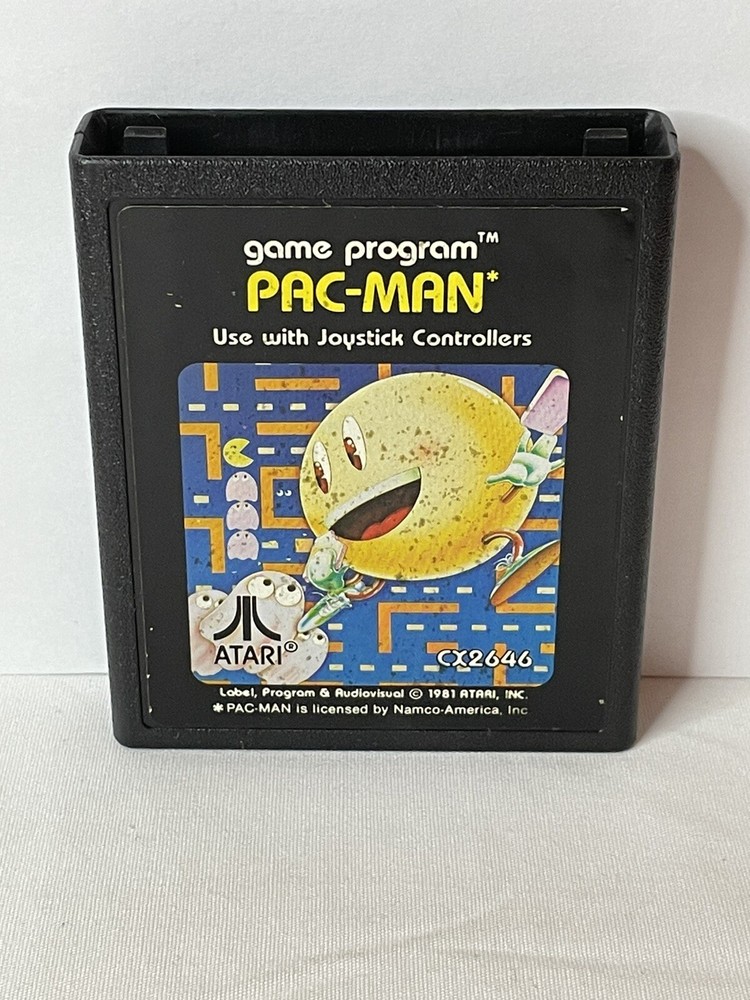 game program™
PAC-MAN*
Use with Joystick Controllers
ATARI®
CX2646
Label, Program & Audiovisual © 1981 ATARI, INC.
* PAC-MAN is licensed by Namco-America, Inc